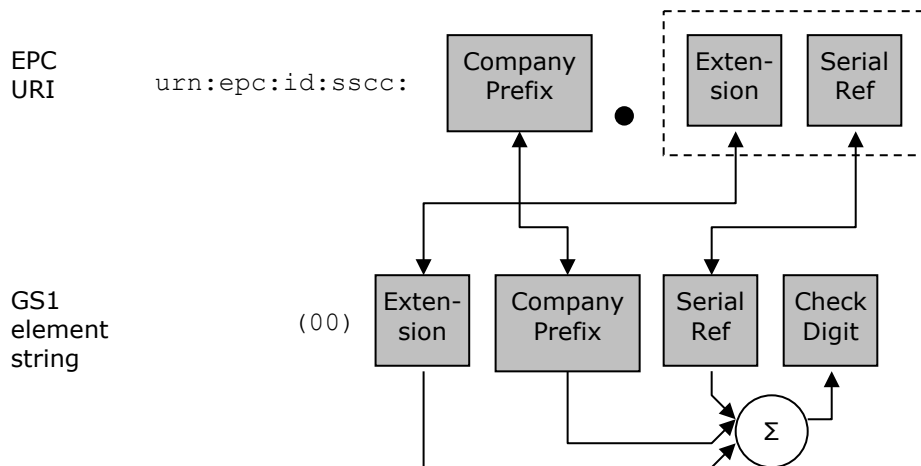 EPC
URI
urn:epc:id:sscc:
Company
Prefix
Exten-
sion
Serial
Ref
GS1
element
string
(00)
Exten-
sion
Company
Prefix
Serial
Ref
Check
Digit
Σ